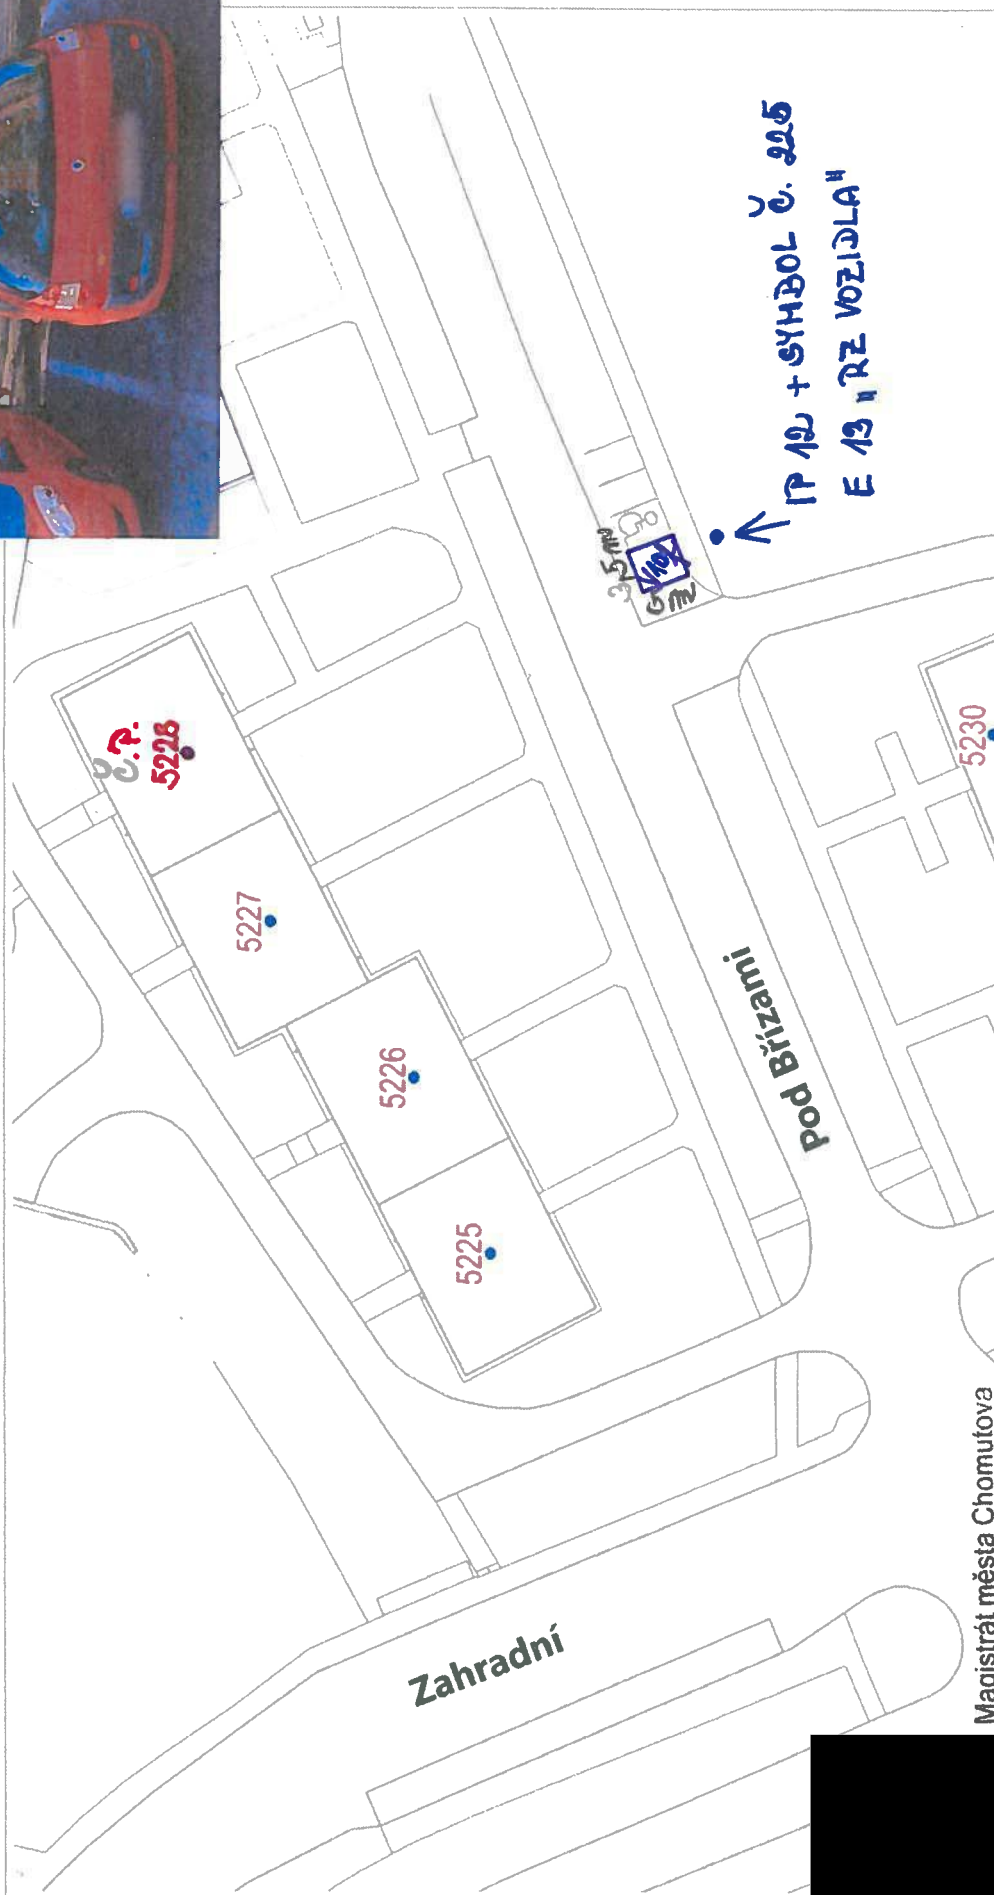 IP 12 + SYMBOL Č. 225
E 13 „RZ VOZIDLA"
3,5 m
Č.P.
5228
5227
5226
5225
5230
Pod Břízami
Zahradní
Magistrát města Chomutova